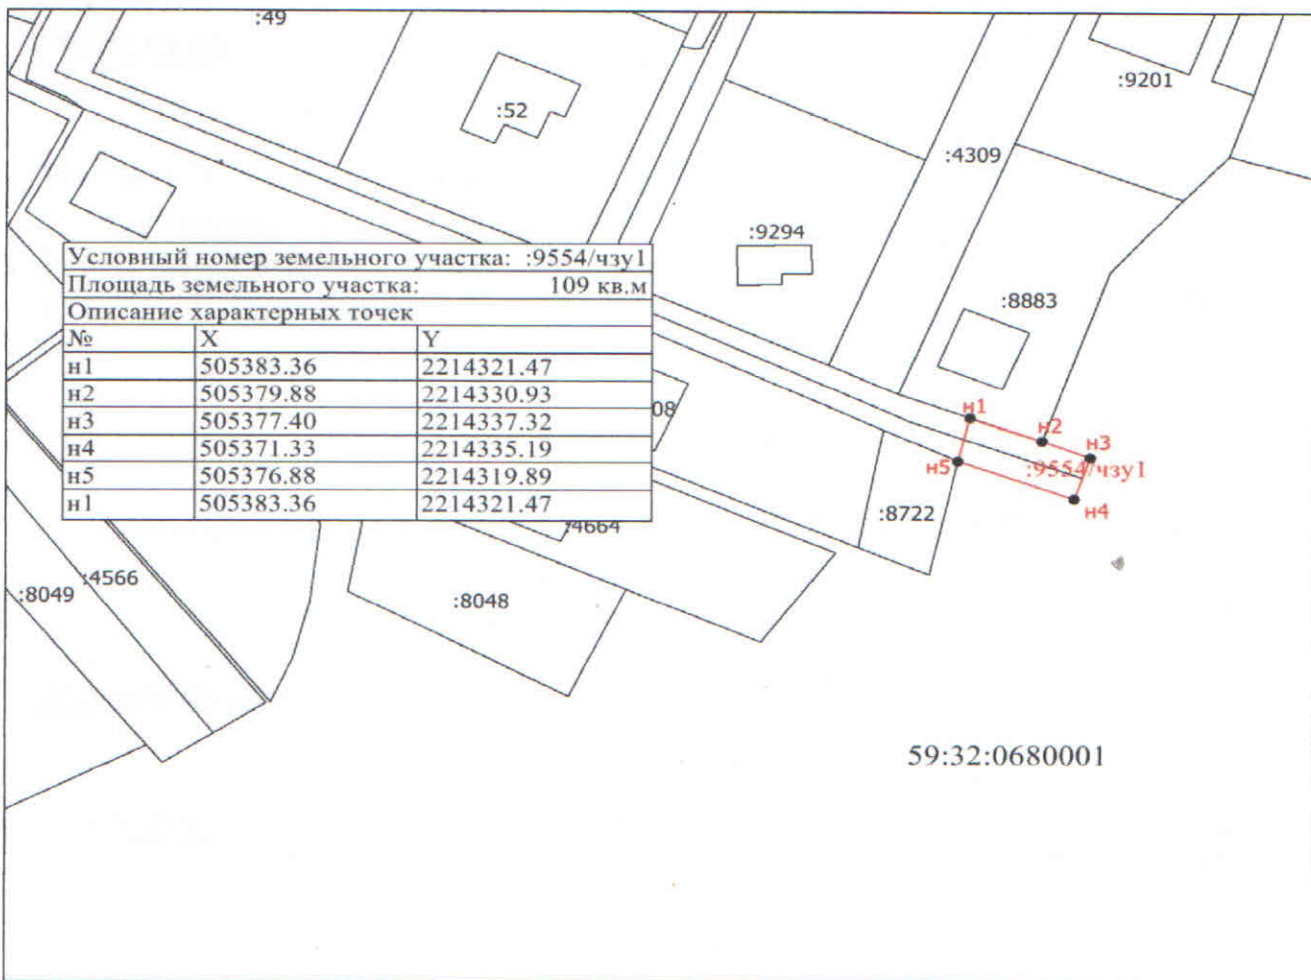 :49
:9201
:52
:4309
:9294
Условный номер земельного участка: :9554/чзу1
Площадь земельного участка: 109 кв.м
Описание характерных точек
№ X Y
н1 505383.36 2214321.47
н2 505379.88 2214330.93
н3 505377.40 2214337.32
н4 505371.33 2214335.19
н5 505376.88 2214319.89
н1 505383.36 2214321.47
:8883
08
н1
н2
н3
н5
:9554/чзу1
н4
:8722
:4664
:4566
:8049
:8048
59:32:0680001